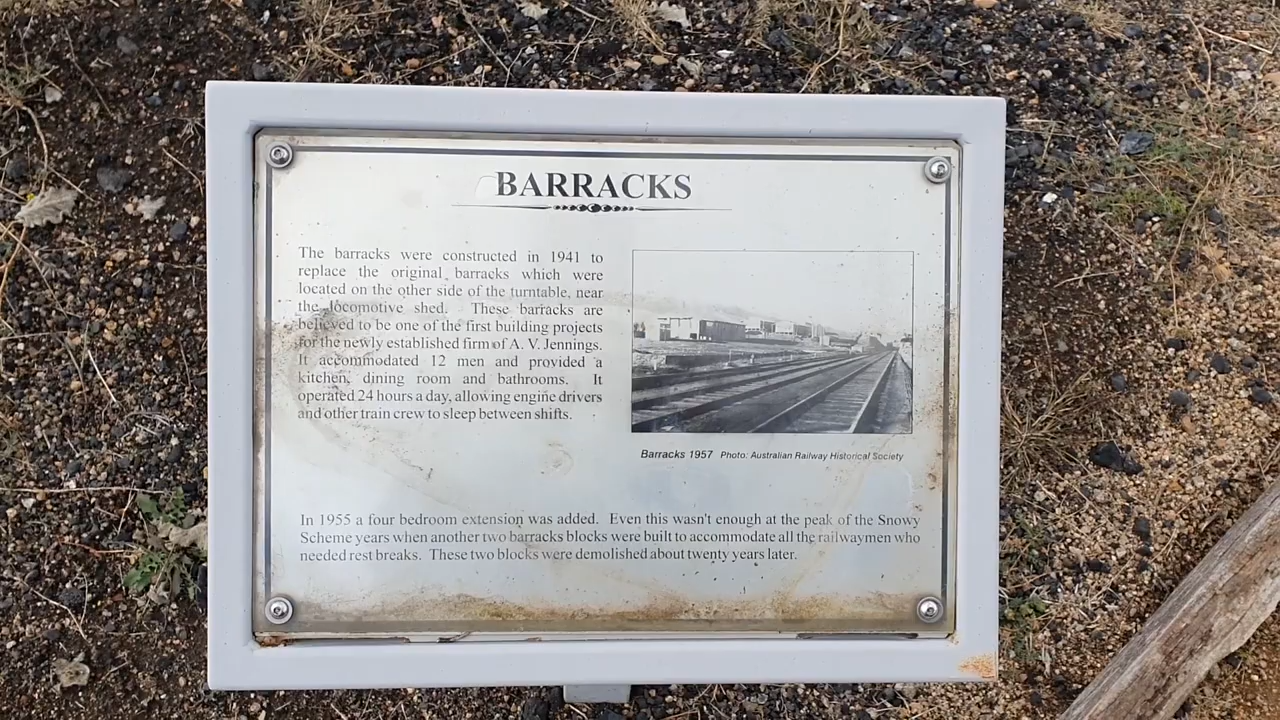 BARRACKS
The barracks were constructed in 1941 to
replace the original barracks which were
located on the other side of the turntable, near
the locomotive shed. These barracks are
believed to be one of the first building projects
for the newly established firm of A. V. Jennings.
It accommodated 12 men and provided a
kitchen, dining room and bathrooms. It
operated 24 hours a day, allowing engine drivers
and other train crew to sleep between shifts.
Barracks 1957 Photo: Australian Railway Historical Society
In 1955 a four bedroom extension was added. Even this wasn't enough at the peak of the Snowy
Scheme years when another two barracks blocks were built to accommodate all the railwaymen who
needed rest breaks. These two blocks were demolished about twenty years later.